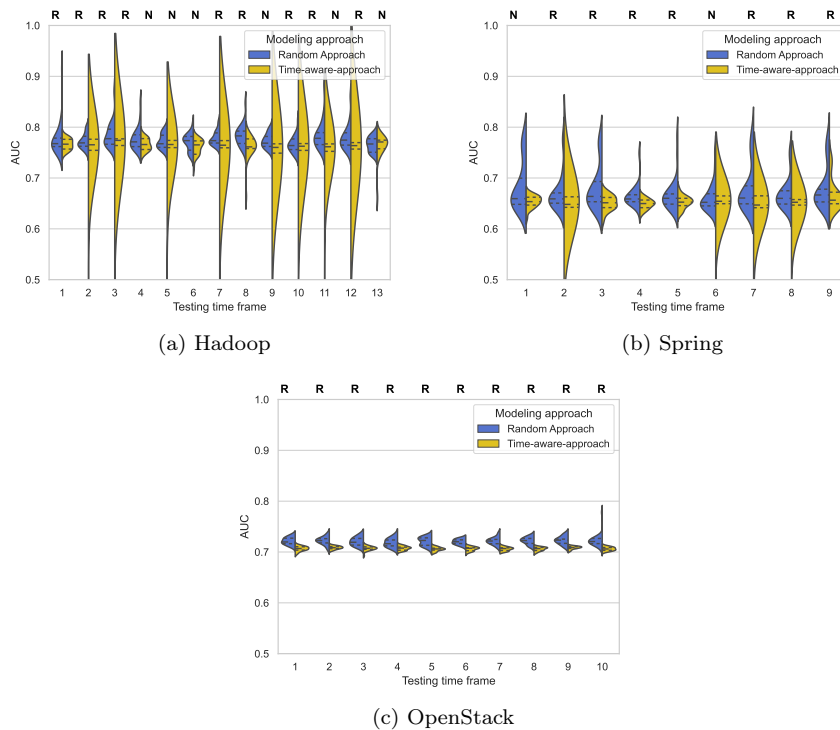 R R R R N N N R R N R R N R N
Modeling approach
Random Approach
Time-aware-approach
1.0
0.9
0.8
0.7
0.6
0.5
AUC
1 2 3 4 5 6 7 8 9 10 11 12 13
Testing time frame
(a) Hadoop
N R R R R N R R R
Modeling approach
Random Approach
Time-aware-approach
1.0
0.9
0.8
0.7
0.6
0.5
AUC
1 2 3 4 5 6 7 8 9
Testing time frame
(b) Spring
R R R R R R R R R R
Modeling approach
Random Approach
Time-aware-approach
1.0
0.9
0.8
0.7
0.6
0.5
AUC
1 2 3 4 5 6 7 8 9 10
Testing time frame
(c) OpenStack